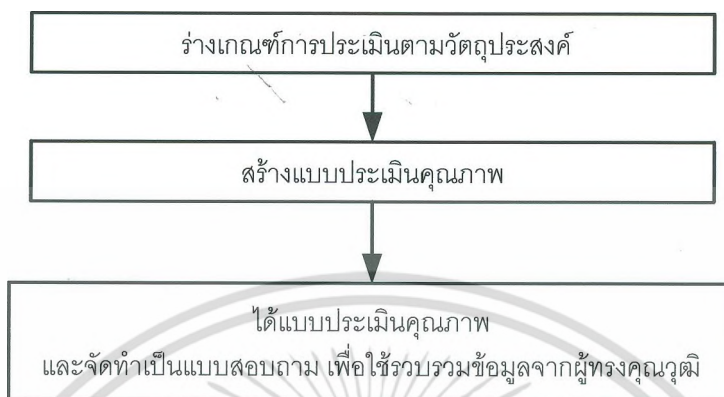 ร่างเกณฑ์การประเมินตามวัตถุประสงค์
สร้างแบบประเมินคุณภาพ
ได้แบบประเมินคุณภาพ
และจัดทำเป็นแบบสอบถาม เพื่อใช้รวบรวมข้อมูลจากผู้ทรงคุณวุฒิ